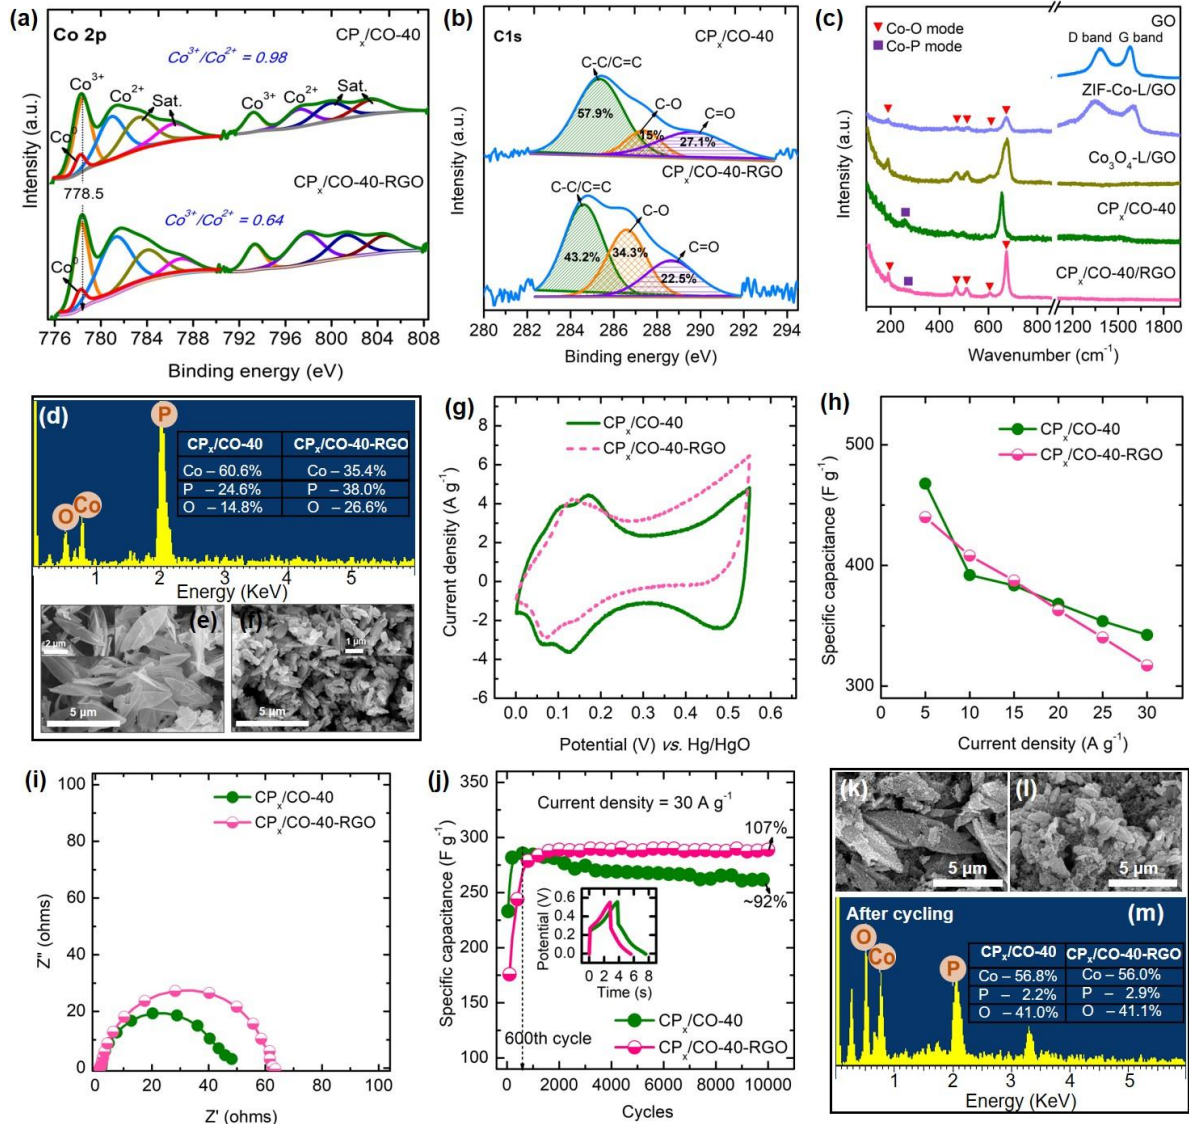 (a)
Co 2p
CPx/CO-40
Co3+/Co2+ = 0.98
Co3+
Co2+
Sat.
Co3+
Co2+
Sat.
Co0
778.5
CPx/CO-40-RGO
Co3+/Co2+ = 0.64
Co0
Intensity (a.u.)
776 780 784 788 792 796 800 804 808
Binding energy (eV)
(b)
C1s
CPx/CO-40
C-C/C=C
C-O
C=O
57.9%
15%
27.1%
CPx/CO-40-RGO
C-C/C=C
C-O
C=O
43.2%
34.3%
22.5%
Intensity (a.u.)
280 282 284 286 288 290 292 294
Binding energy (eV)
(c)
Co-O mode
Co-P mode
GO
D band G band
ZIF-Co-L/GO
Co3O4-L/GO
CPx/CO-40
CPx/CO-40/RGO
Intensity (a.u.)
200 400 600 800 1200 1500 1800
Wavenumber (cm-1)
(d)
P
O
Co
CPx/CO-40 CPx/CO-40-RGO
Co – 60.6% Co – 35.4%
P – 24.6% P – 38.0%
O – 14.8% O – 26.6%
1 2 3 4 5
Energy (KeV)
(e)
2 µm
5 µm
(f)
1 µm
5 µm
(g)
CPx/CO-40
CPx/CO-40-RGO
Current density (A g-1)
8
6
4
2
0
-2
-4
-6
0.0 0.1 0.2 0.3 0.4 0.5 0.6
Potential (V) vs. Hg/HgO
(h)
CPx/CO-40
CPx/CO-40-RGO
Specific capacitance (F g-1)
500
400
300
0 5 10 15 20 25 30
Current density (A g-1)
(i)
CPx/CO-40
CPx/CO-40-RGO
Z'' (ohms)
100
80
60
40
20
0
0 20 40 60 80 100
Z' (ohms)
(j)
Current density = 30 A g-1
107%
~92%
Specific capacitance (F g-1)
350
300
250
200
150
100
Potential (V)
0.6
0.4
0.2
0.0
0 2 4 6 8
Time (s)
600th cycle
CPx/CO-40
CPx/CO-40-RGO
0 2000 4000 6000 8000 10000
Cycles
(k)
5 µm
(l)
5 µm
After cycling
(m)
O
Co
P
CPx/CO-40 CPx/CO-40-RGO
Co – 56.8% Co – 56.0%
P – 2.2% P – 2.9%
O – 41.0% O – 41.1%
1 2 3 4 5
Energy (KeV)